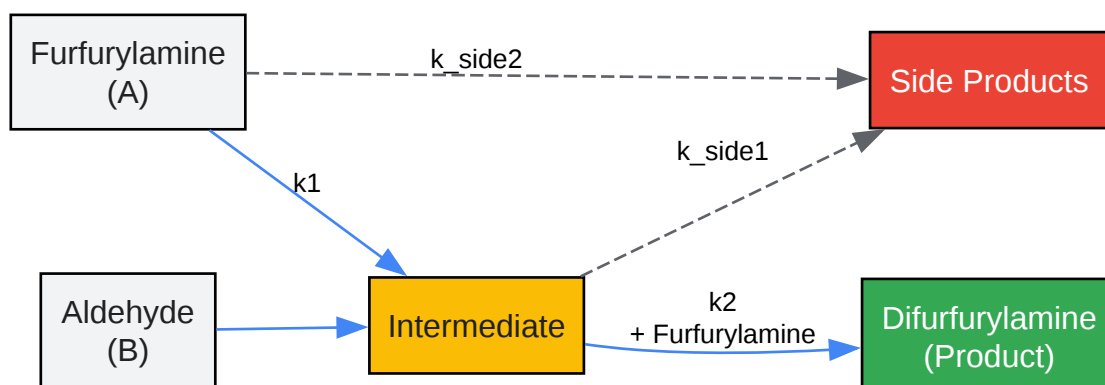 Furfurylamine
(A)
k_side2
Side Products
k_side1
k1
Aldehyde
(B)
Intermediate
k2
+ Furfurylamine
Difurfurylamine
(Product)